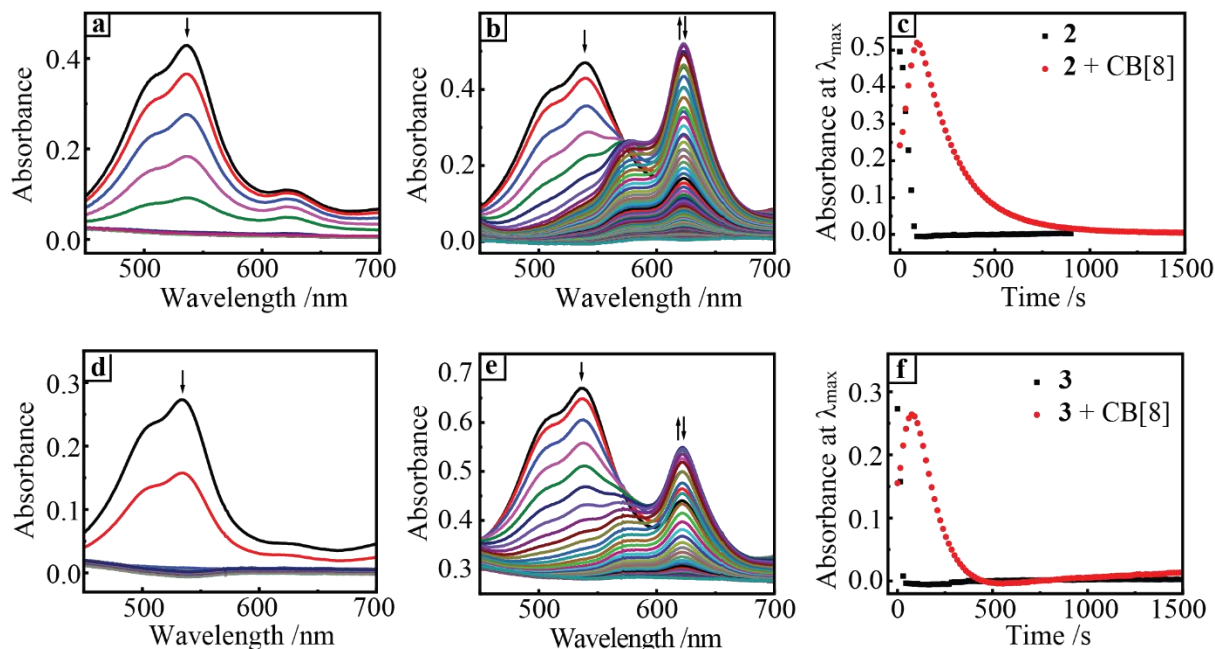 a
0.4
0.2
0.0
Absorbance
500
600
700
Wavelength /nm
b
0.4
0.2
0.0
Absorbance
500
600
700
Wavelength /nm
c
2
2 + CB[8]
0.5
0.4
0.3
0.2
0.1
0.0
Absorbance at λmax
0
500
1000
1500
Time /s
d
0.3
0.2
0.1
0.0
Absorbance
500
600
700
Wavelength /nm
e
0.7
0.6
0.5
0.4
0.3
Absorbance
500
600
700
Wavelength /nm
f
3
3 + CB[8]
0.3
0.2
0.1
0.0
Absorbance at λmax
0
500
1000
1500
Time /s